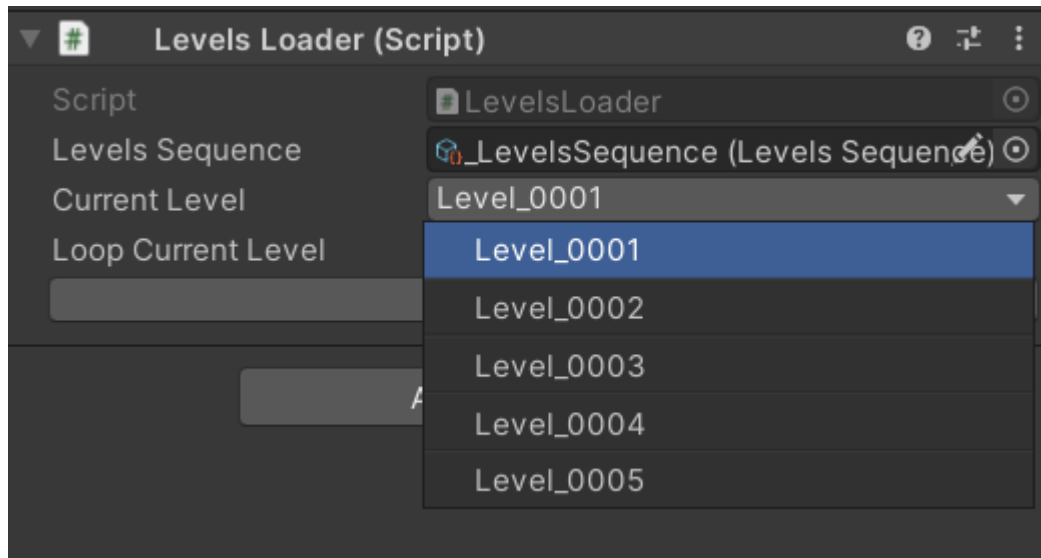 Levels Loader (Script)
Script
LevelsLoader
Levels Sequence
_LevelsSequence (Levels Sequence)
Current Level
Level_0001
Loop Current Level
Level_0001
Level_0002
Level_0003
Level_0004
Level_0005